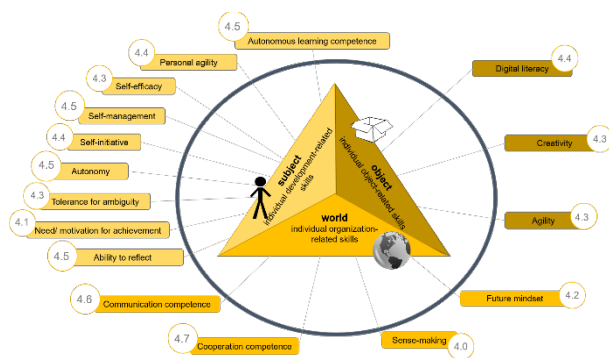 4.5
Autonomous learning competence
4.4
Personal agility
4.3
Self-efficacy
4.5
Self-management
4.4
Self-initiative
4.5
Autonomy
4.3
Tolerance for ambiguity
4.1
Need/ motivation for achievement
4.5
Ability to reflect
4.6
Communication competence
4.7
Cooperation competence
subject
individual development-related
skills
object
individual object-related skills
world
individual organization-
related skills
4.4
Digital literacy
4.3
Creativity
4.3
Agility
4.2
Future mindset
Sense-making
4.0